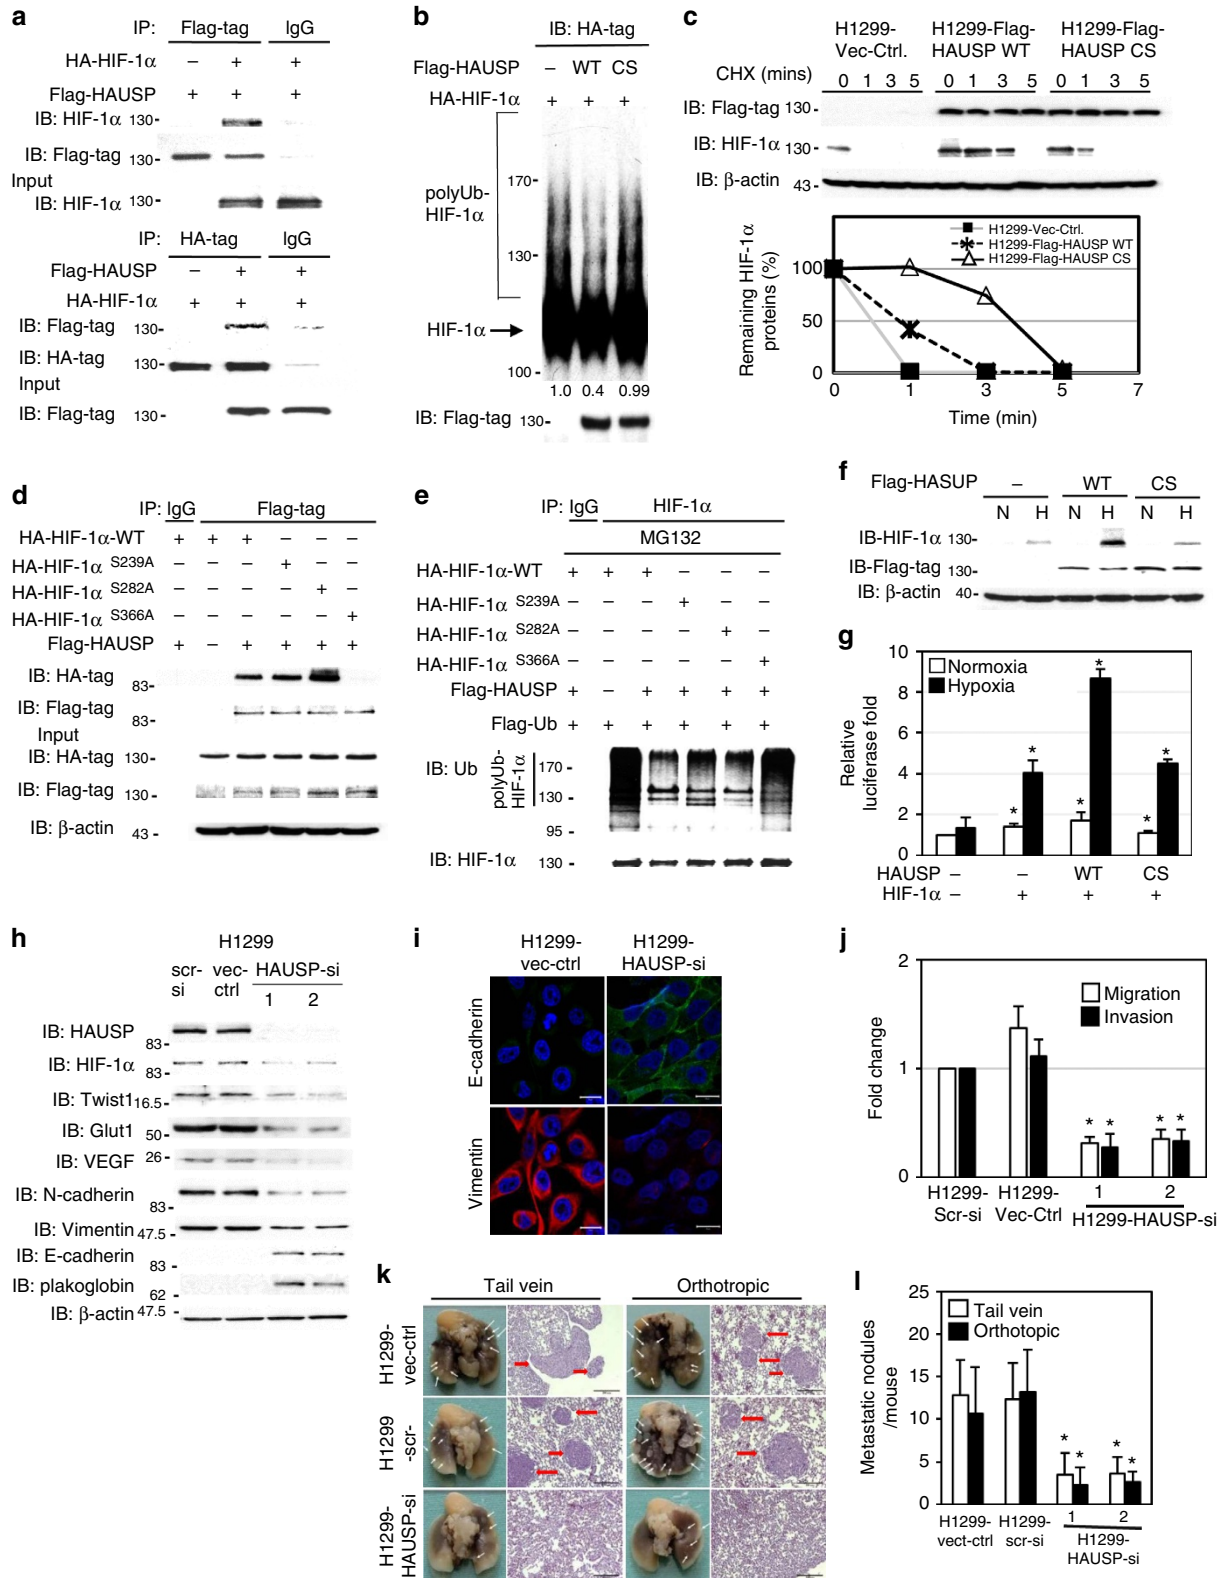 a
IP: Flag-tag IgG
HA-HIF-1α – + +
Flag-HAUSP + + +
IB: HIF-1α 130-
IB: Flag-tag 130-
Input
IB: HIF-1α 130-
IP: HA-tag IgG
Flag-HAUSP – + +
HA-HIF-1α + + +
IB: Flag-tag 130-
IB: HA-tag 130-
Input
IB: Flag-tag 130-
b
IB: HA-tag
Flag-HAUSP – WT CS
HA-HIF-1α + + +
170-
polyUb-
HIF-1α
130-
HIF-1α
100-
1.0 0.4 0.99
IB: Flag-tag 130-
c
H1299-
Vec-Ctrl.
H1299-Flag-
HAUSP WT
H1299-Flag-
HAUSP CS
CHX (mins) 0 1 3 5 0 1 3 5 0 1 3 5
IB: Flag-tag 130-
IB: HIF-1α 130-
IB: β-actin 43-
H1299-Vec-Ctrl.
H1299-Flag-HAUSP WT
H1299-Flag-HAUSP CS
Remaining HIF-1α
proteins (%)
100
50
0
0 1 3 5 7
Time (min)
d
IP: IgG Flag-tag
HA-HIF-1α-WT + + + – – –
HA-HIF-1α S239A – – – + – –
HA-HIF-1α S282A – – – – + –
HA-HIF-1α S366A – – – – – +
Flag-HAUSP + – + + + +
IB: HA-tag 83-
IB: Flag-tag 83-
Input
IB: HA-tag 130-
IB: Flag-tag 130-
IB: β-actin 43 -
e
IP: IgG HIF-1α
MG132
HA-HIF-1α-WT + + + – – –
HA-HIF-1α S239A – – – + – –
HA-HIF-1α S282A – – – – + –
HA-HIF-1α S366A – – – – – +
Flag-HAUSP + – + + + +
Flag-Ub + + + + + +
IB: Ub
polyUb-
HIF-1α
170 -
130 -
95 -
IB: HIF-1α 130 -
f
Flag-HASUP – WT CS
N H N H N H
IB-HIF-1α 130-
IB-Flag-tag 130-
IB: β-actin 40-
g
Normoxia
Hypoxia
Relative
luciferase fold
10
8
6
4
2
0
* * * * * *
HAUSP – – WT CS
HIF-1α – + + +
h
H1299
scr-
si
vec-
ctrl
HAUSP-si
1 2
IB: HAUSP
83 -
IB: HIF-1α
83 -
IB: Twist1 16.5-
IB: Glut1 50 -
IB: VEGF 26 -
IB: N-cadherin
83 -
IB: Vimentin 47.5 -
IB: E-cadherin
83 -
IB: plakoglobin
62 -
IB: β-actin 47.5 -
i
H1299-
vec-ctrl
H1299-
HAUSP-si
E-cadherin
Vimentin
j
Migration
Invasion
Fold change
2
1
0
* * * *
H1299-
Scr-si
H1299-
Vec-Ctrl
1 2
H1299-HAUSP-si
k
Tail vein Orthotropic
H1299-
vec-ctrl
H1299
-scr-
H1299-
HAUSP-si
l
Tail vein
Orthotopic
Metastatic nodules
/mouse
25
20
15
10
5
0
* * * *
H1299-
vect-ctrl
H1299-
scr-si
1 2
H1299-
HAUSP-si